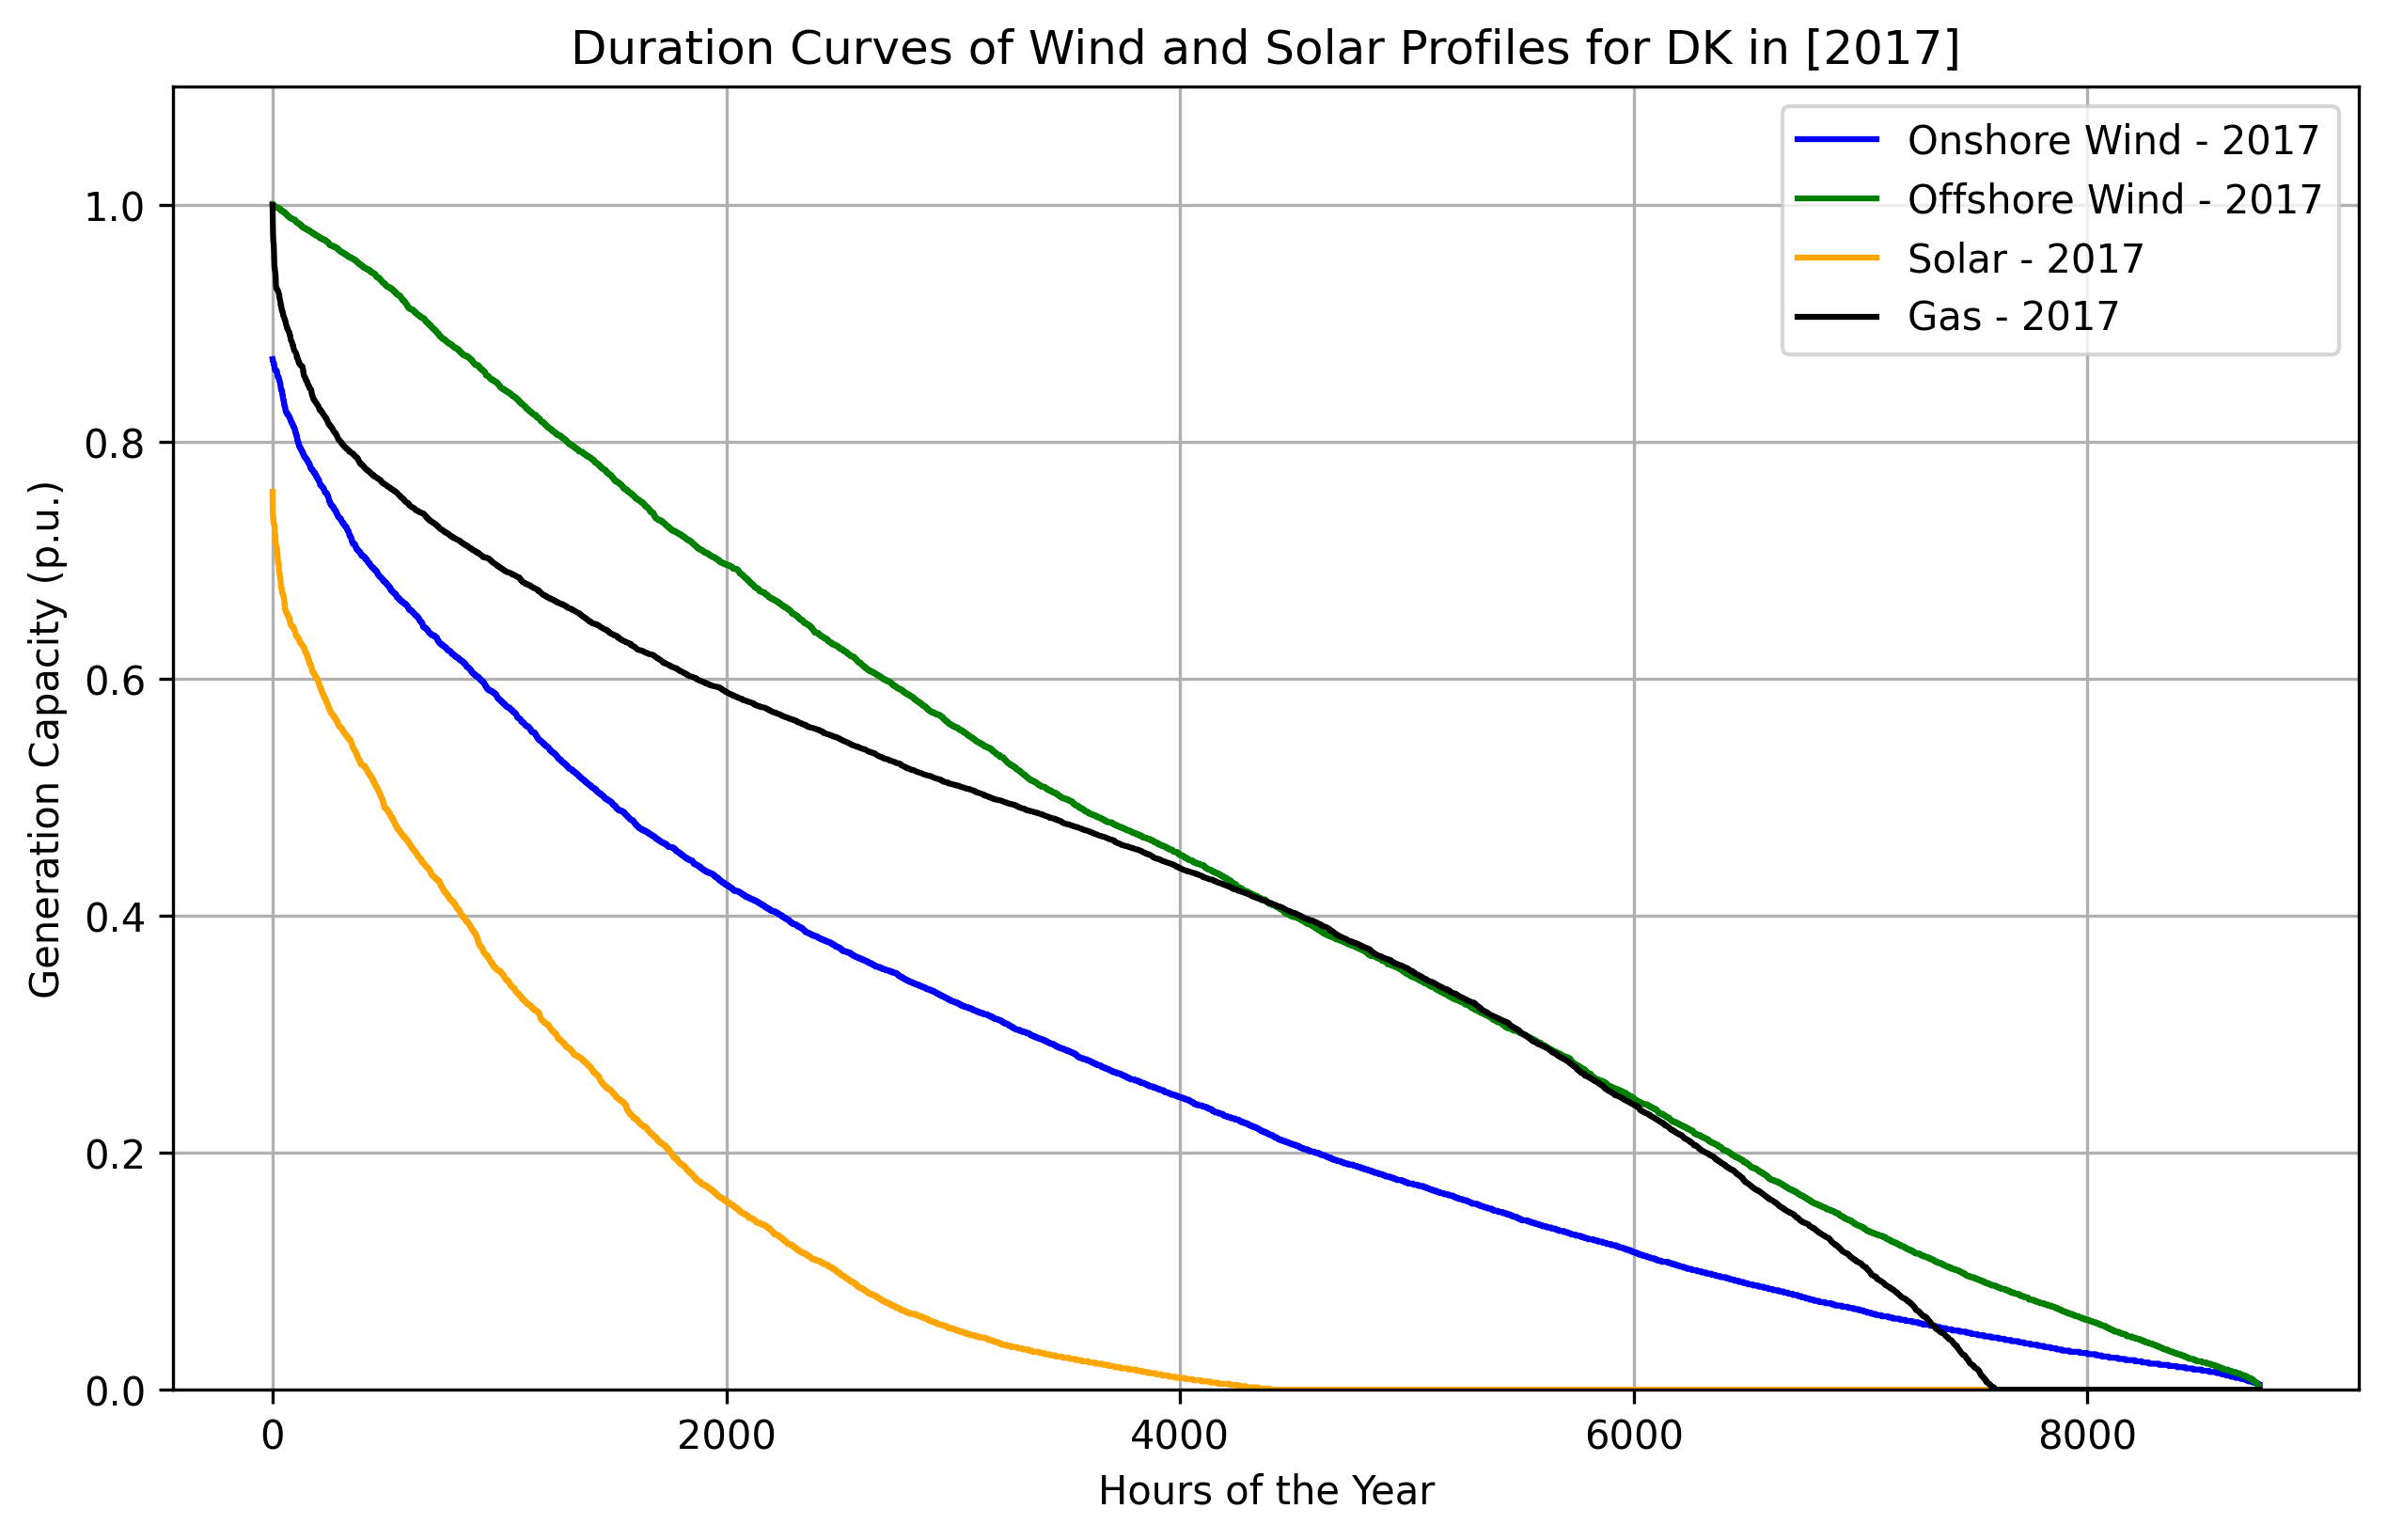 Duration Curves of Wind and Solar Profiles for DK in [2017]
Onshore Wind - 2017
Offshore Wind - 2017
Solar - 2017
Gas - 2017
Generation Capacity (p.u.)
1.0
0.8
0.6
0.4
0.2
0.0
0 2000 4000 6000 8000
Hours of the Year